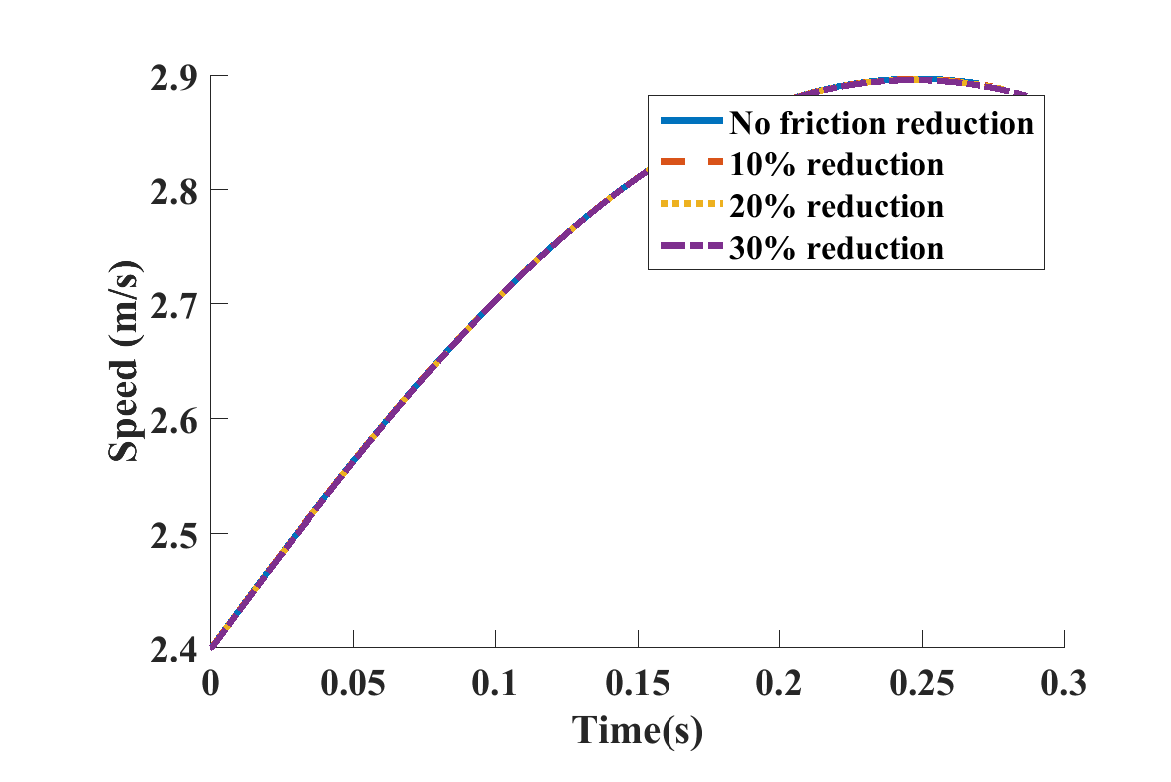 2.9
2.8
2.7
2.6
2.5
2.4
Speed (m/s)
No friction reduction
10% reduction
20% reduction
30% reduction
0 0.05 0.1 0.15 0.2 0.25 0.3
Time(s)